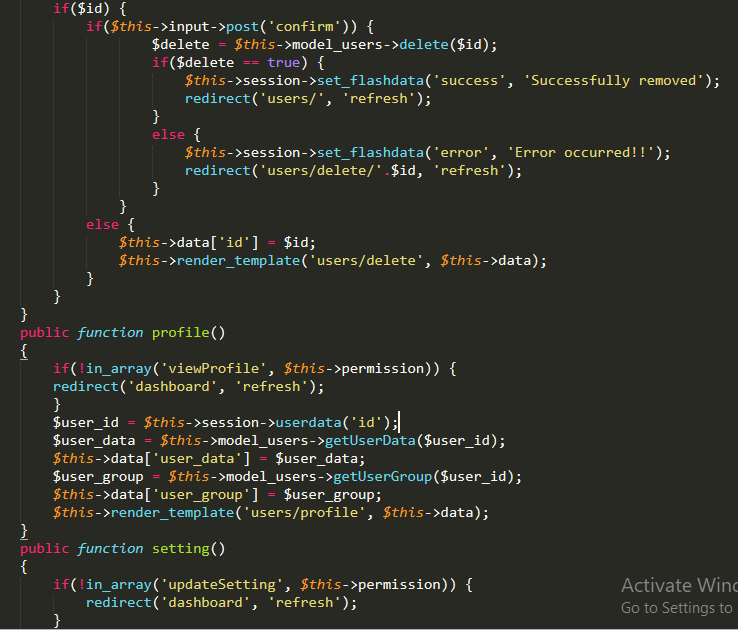 if($id) {
if($this->input->post('confirm')) {
$delete = $this->model_users->delete($id);
if($delete == true) {
$this->session->set_flashdata('success', 'Successfully removed');
redirect('users/', 'refresh');
}
else {
$this->session->set_flashdata('error', 'Error occurred!!');
redirect('users/delete/'.$id, 'refresh');
}
}
else {
$this->data['id'] = $id;
$this->render_template('users/delete', $this->data);
}
}
}
public function profile()
{
if(!in_array('viewProfile', $this->permission)) {
redirect('dashboard', 'refresh');
}
$user_id = $this->session->userdata('id');
$user_data = $this->model_users->getUserData($user_id);
$this->data['user_data'] = $user_data;
$user_group = $this->model_users->getUserGroup($user_id);
$this->data['user_group'] = $user_group;
$this->render_template('users/profile', $this->data);
}
public function setting()
{
if(!in_array('updateSetting', $this->permission)) {
redirect('dashboard', 'refresh');
}
Activate Wind
Go to Settings to